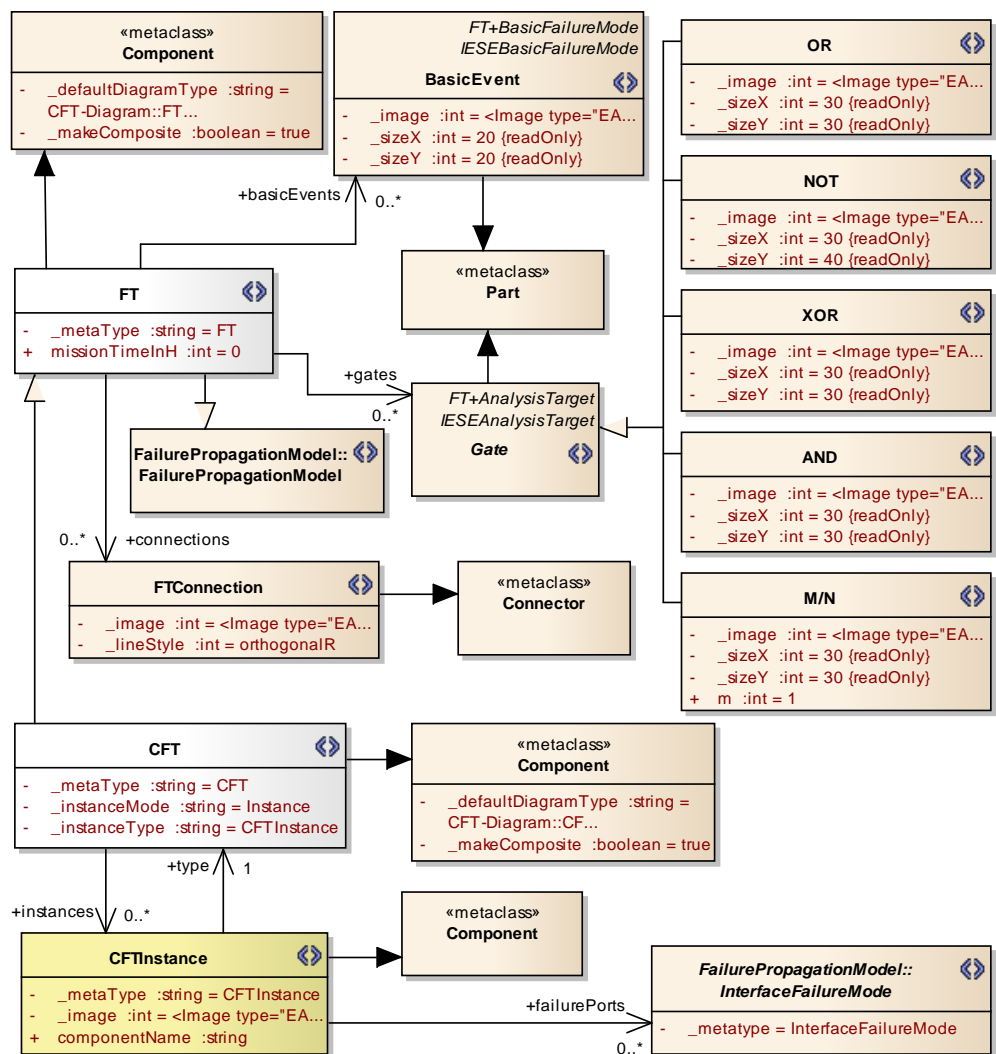 «metaclass»
Component
- _defaultDiagramType :string =
CFT-Diagram::FT...
- _makeComposite :boolean = true
FT+BasicFailureMode
IESEBasicFailureMode
BasicEvent
- _image :int = <Image type="EA...
- _sizeX :int = 20 {readOnly}
- _sizeY :int = 20 {readOnly}
OR
- _image :int = <Image type="EA...
- _sizeX :int = 30 {readOnly}
- _sizeY :int = 30 {readOnly}
NOT
- _image :int = <Image type="EA...
- _sizeX :int = 30 {readOnly}
- _sizeY :int = 40 {readOnly}
+basicEvents
0..*
«metaclass»
Part
FT
- _metaType :string = FT
+ missionTimeInH :int = 0
XOR
- _image :int = <Image type="EA...
- _sizeX :int = 30 {readOnly}
- _sizeY :int = 30 {readOnly}
+gates
0..*
FT+AnalysisTarget
IESEAnalysisTarget
Gate
FailurePropagationModel::
FailurePropagationModel
AND
- _image :int = <Image type="EA...
- _sizeX :int = 30 {readOnly}
- _sizeY :int = 30 {readOnly}
0..*
+connections
FTConnection
- _image :int = <Image type="EA...
- _lineStyle :int = orthogonalR
«metaclass»
Connector
M/N
- _image :int = <Image type="EA...
- _sizeX :int = 30 {readOnly}
- _sizeY :int = 30 {readOnly}
+ m :int = 1
CFT
- _metaType :string = CFT
- _instanceMode :string = Instance
- _instanceType :string = CFTInstance
«metaclass»
Component
- _defaultDiagramType :string =
CFT-Diagram::CF...
- _makeComposite :boolean = true
+type
1
+instances
0..*
«metaclass»
Component
CFTInstance
- _metaType :string = CFTInstance
- _image :int = <Image type="EA...
+ componentName :string
+failurePorts
0..*
FailurePropagationModel::
InterfaceFailureMode
- _metatype = InterfaceFailureMode